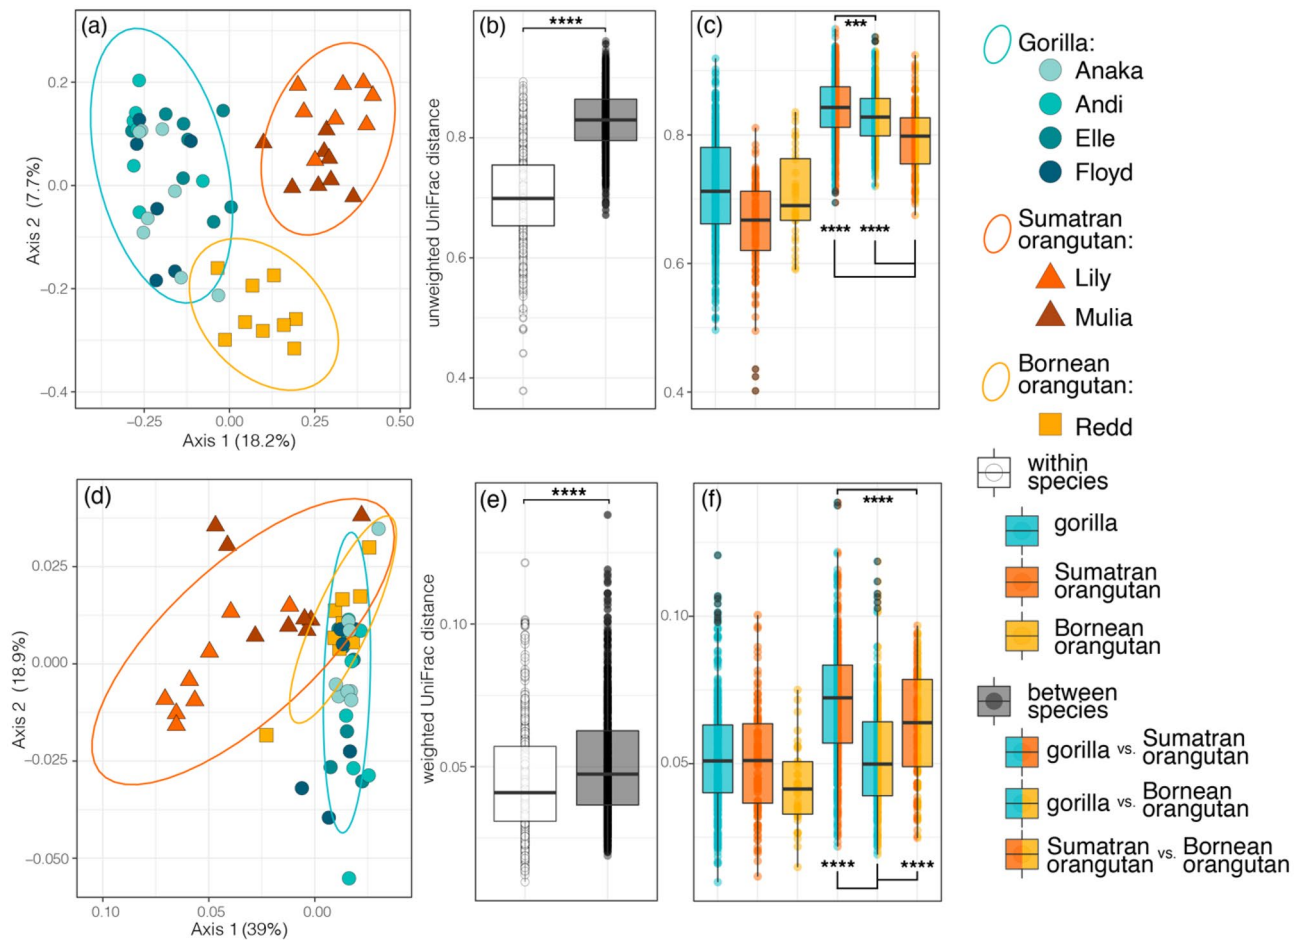 (a)
0.2
0.0
−0.2
−0.4
Axis 2 (7.7%)
−0.25
0.00
0.25
0.50
Axis 1 (18.2%)
(b)
****
0.8
0.6
0.4
unweighted UniFrac distance
(c)
***
0.8
0.6
0.4
****
****
Gorilla:
Anaka
Andi
Elle
Floyd
Sumatran
orangutan:
Lily
Mulia
Bornean
orangutan:
Redd
within
species
gorilla
Sumatran
orangutan
Bornean
orangutan
between
species
gorilla vs. Sumatran
orangutan
gorilla vs. Bornean
orangutan
Sumatran vs. Bornean
orangutan orangutan
(d)
0.025
0.000
−0.025
−0.050
Axis 2 (18.9%)
0.10
0.05
0.00
Axis 1 (39%)
(e)
****
0.10
0.05
weighted UniFrac distance
(f)
****
0.10
0.05
****
****